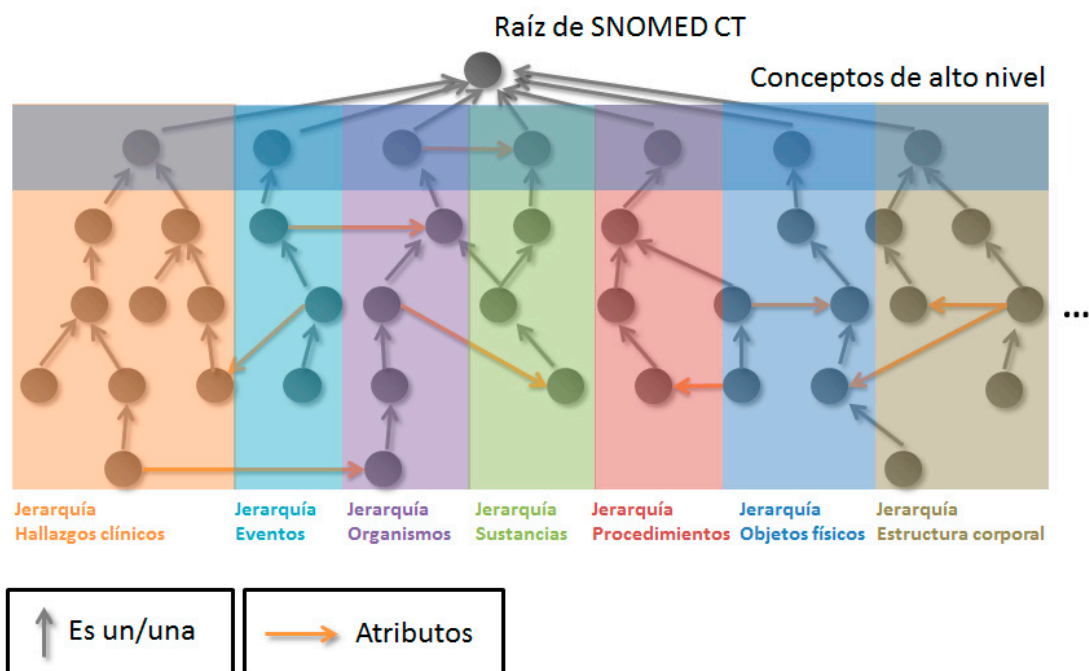 Raíz de SNOMED CT
Conceptos de alto nivel
...
Jerarquía
Hallazgos clínicos
Jerarquía
Eventos
Jerarquía
Organismos
Jerarquía
Sustancias
Jerarquía
Procedimientos
Jerarquía
Objetos físicos
Jerarquía
Estructura corporal
Es un/una
Atributos